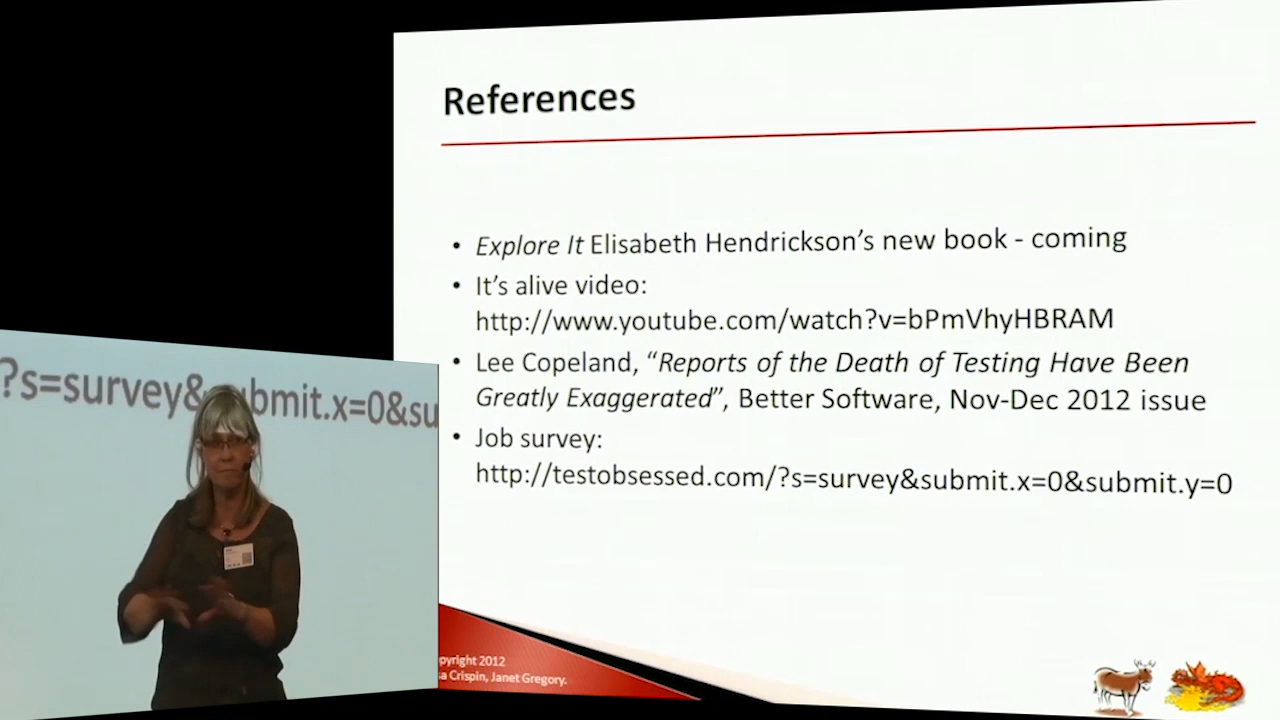 References
• Explore It Elisabeth Hendrickson’s new book - coming
• It’s alive video:
http://www.youtube.com/watch?v=bPmVhyHBRAM
• Lee Copeland, “Reports of the Death of Testing Have Been
Greatly Exaggerated”, Better Software, Nov-Dec 2012 issue
• Job survey:
http://testobsessed.com/?s=survey&submit.x=0&submit.y=0
?s=survey&submit.x=0&su
pyright 2012
sa Crispin, Janet Gregory.